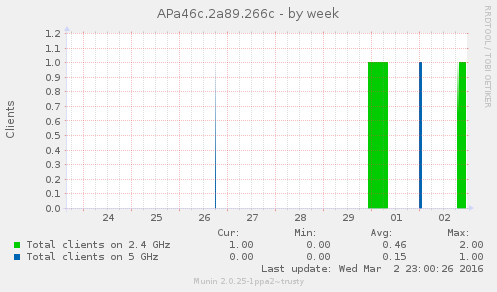 APa46c.2a89.266c - by week
RRDTOOL / TOBI OETIKER
Clients
1.2
1.1
1.0
0.9
0.8
0.7
0.6
0.5
0.4
0.3
0.2
0.1
0.0
24 25 26 27 28 29 01 02
Cur: Min: Avg: Max:
Total clients on 2.4 GHz 1.00 0.00 0.46 2.00
Total clients on 5 GHz 0.00 0.00 0.15 1.00
Last update: Wed Mar 2 23:00:26 2016
Munin 2.0.25-1ppa2~trusty